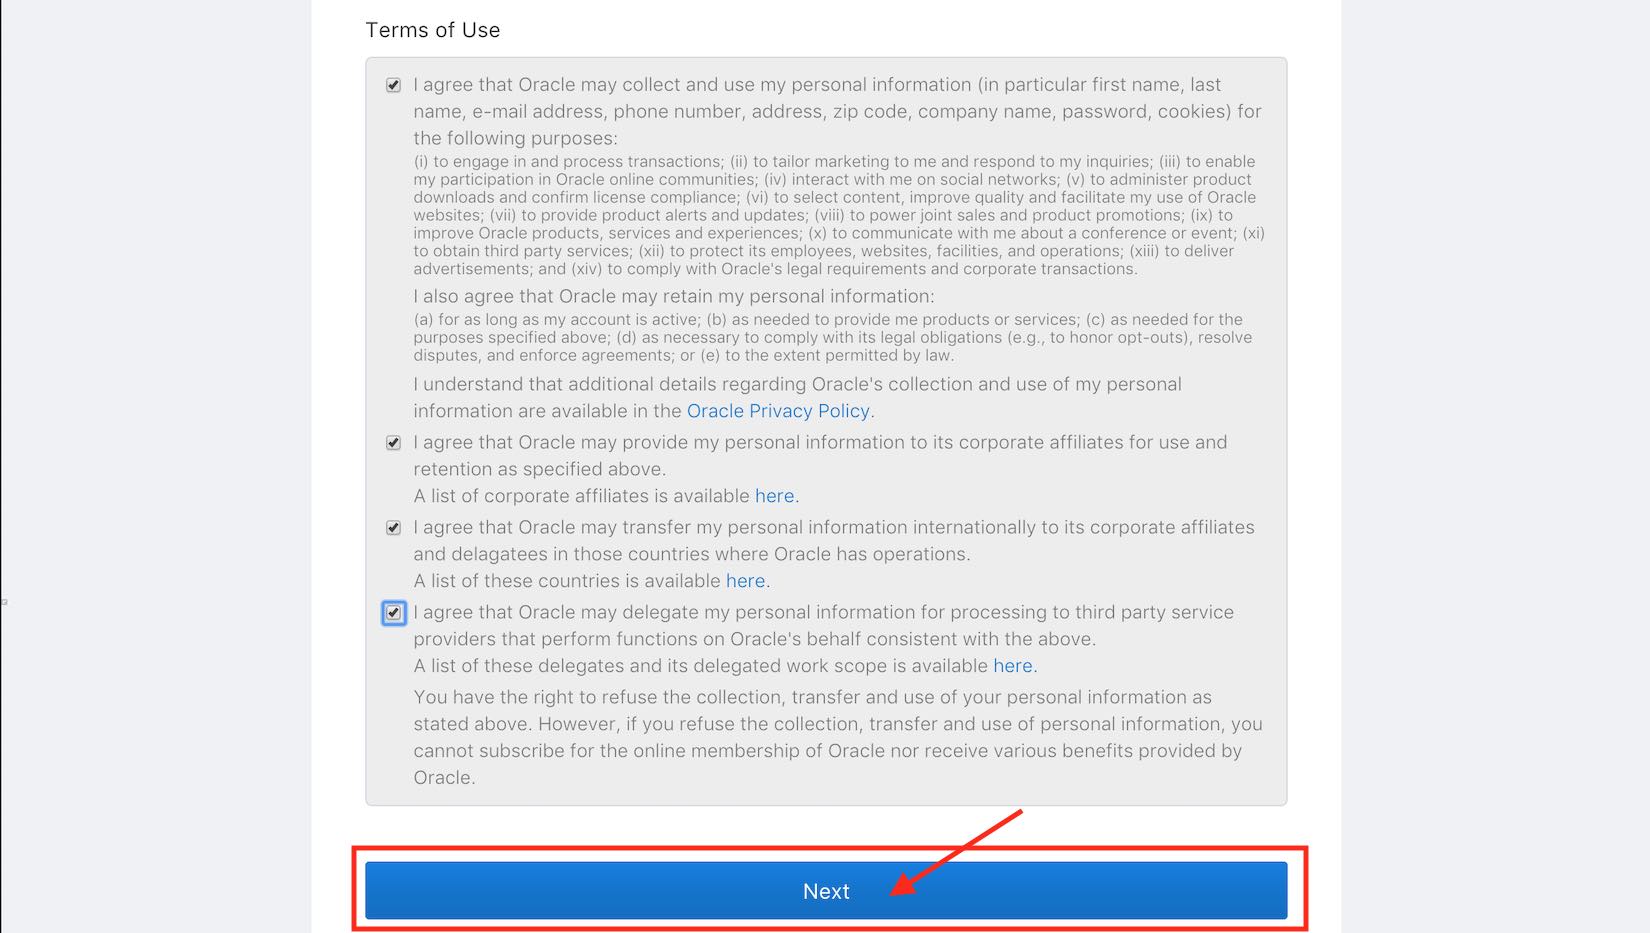 Terms of Use
I agree that Oracle may collect and use my personal information (in particular first name, last
name, e-mail address, phone number, address, zip code, company name, password, cookies) for
the following purposes:
(i) to engage in and process transactions; (ii) to tailor marketing to me and respond to my inquiries; (iii) to enable
my participation in Oracle online communities; (iv) interact with me on social networks; (v) to administer product
downloads and confirm license compliance; (vi) to select content, improve quality and facilitate my use of Oracle
websites; (vii) to provide product alerts and updates; (viii) to power joint sales and product promotions; (ix) to
improve Oracle products, services and experiences; (x) to communicate with me about a conference or event; (xi)
to obtain third party services; (xii) to protect its employees, websites, facilities, and operations; (xiii) to deliver
advertisements; and (xiv) to comply with Oracle's legal requirements and corporate transactions.
I also agree that Oracle may retain my personal information:
(a) for as long as my account is active; (b) as needed to provide me products or services; (c) as needed for the
purposes specified above; (d) as necessary to comply with its legal obligations (e.g., to honor opt-outs), resolve
disputes, and enforce agreements; or (e) to the extent permitted by law.
I understand that additional details regarding Oracle's collection and use of my personal
information are available in the Oracle Privacy Policy.
I agree that Oracle may provide my personal information to its corporate affiliates for use and
retention as specified above.
A list of corporate affiliates is available here.
I agree that Oracle may transfer my personal information internationally to its corporate affiliates
and delagatees in those countries where Oracle has operations.
A list of these countries is available here.
I agree that Oracle may delegate my personal information for processing to third party service
providers that perform functions on Oracle's behalf consistent with the above.
A list of these delegates and its delegated work scope is available here.
You have the right to refuse the collection, transfer and use of your personal information as
stated above. However, if you refuse the collection, transfer and use of personal information, you
cannot subscribe for the online membership of Oracle nor receive various benefits provided by
Oracle.
Next